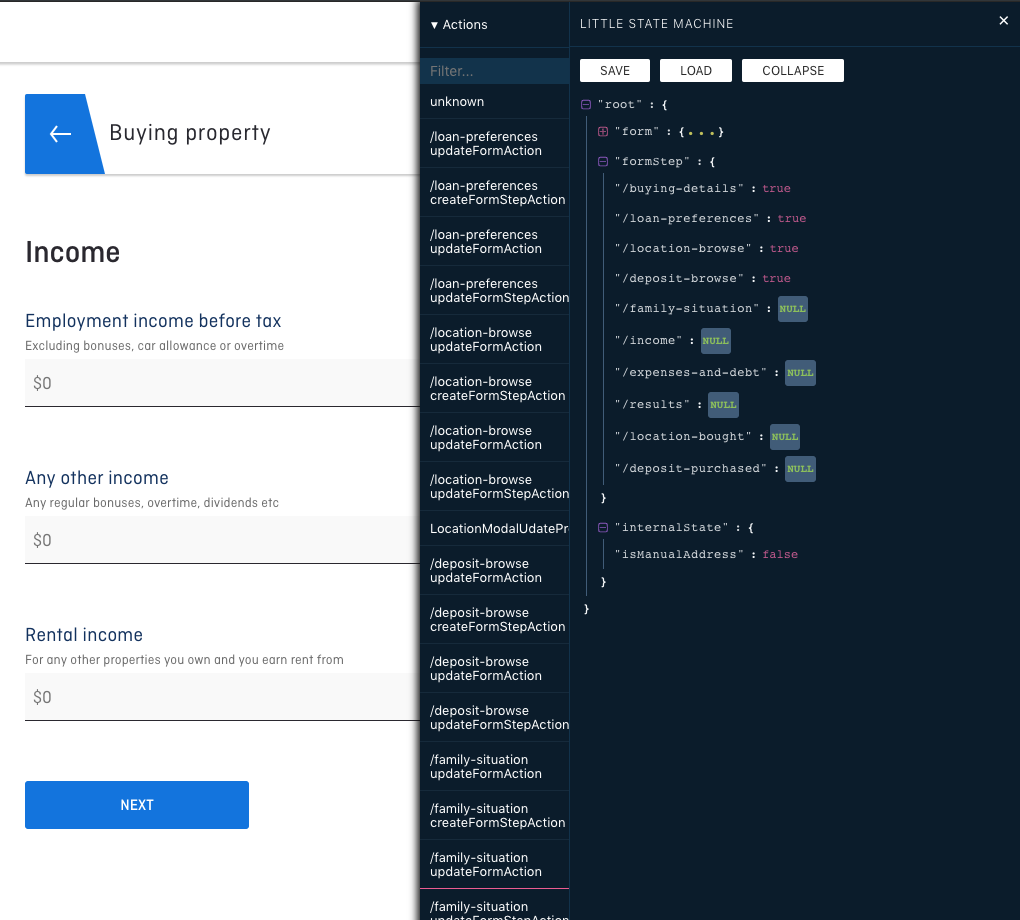 Buying property
Income
Employment income before tax
Excluding bonuses, car allowance or overtime
$0
Any other income
Any regular bonuses, overtime, dividends etc
$0
Rental income
For any other properties you own and you earn rent from
$0
NEXT
▾ Actions
Filter...
unknown
/loan-preferences
updateFormAction
/loan-preferences
createFormStepAction
/loan-preferences
updateFormAction
/loan-preferences
updateFormStepAction
/location-browse
updateFormAction
/location-browse
createFormStepAction
/location-browse
updateFormAction
/location-browse
updateFormStepAction
LocationModalUdatePr
/deposit-browse
updateFormAction
/deposit-browse
createFormStepAction
/deposit-browse
updateFormAction
/deposit-browse
updateFormStepAction
/family-situation
updateFormAction
/family-situation
createFormStepAction
/family-situation
updateFormAction
/family-situation
updateFormStepAction
LITTLE STATE MACHINE
✕
SAVE LOAD COLLAPSE
"root" : {
"form" : {...}
"formStep" : {
"/buying-details" : true
"/loan-preferences" : true
"/location-browse" : true
"/deposit-browse" : true
"/family-situation" : NULL
"/income" : NULL
"/expenses-and-debt" : NULL
"/results" : NULL
"/location-bought" : NULL
"/deposit-purchased" : NULL
}
"internalState" : {
"isManualAddress" : false
}
}